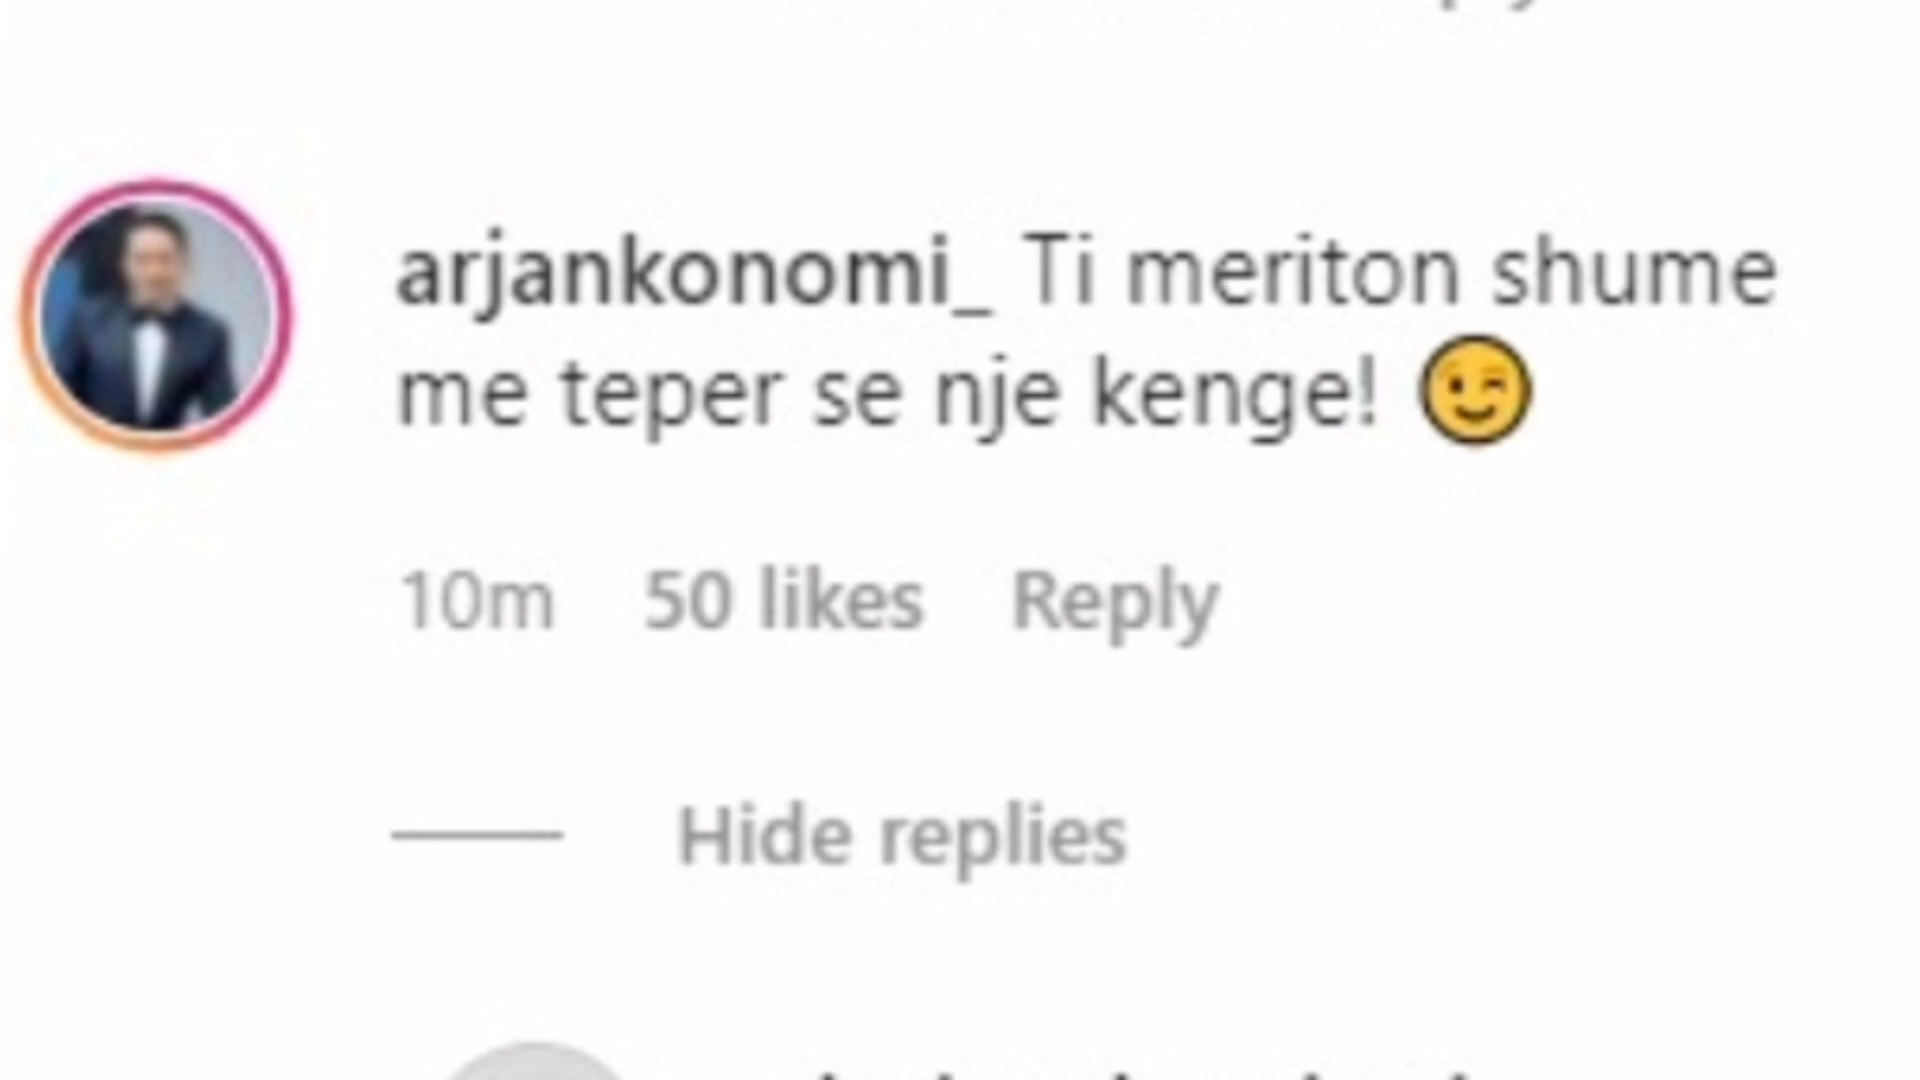 arjankonomi_ Ti meriton shume
me teper se nje kenge! 😉
10m 50 likes Reply
Hide replies